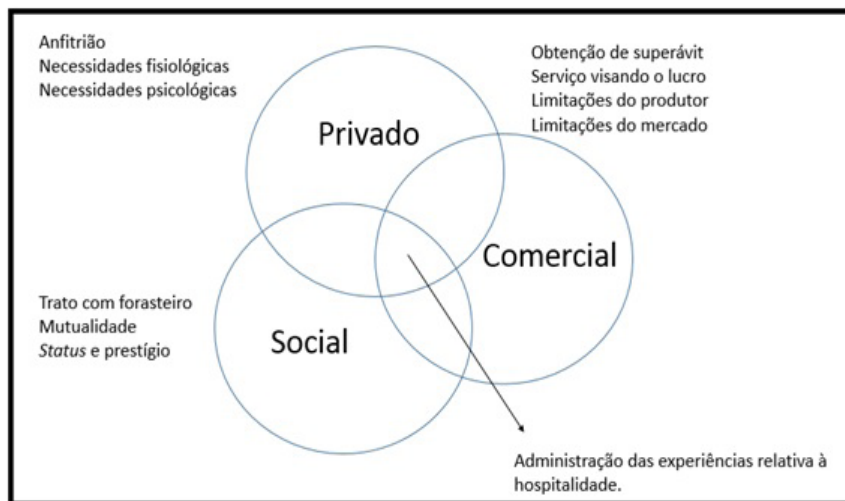 Anfitrião
Necessidades fisiológicas
Necessidades psicológicas
Obtenção de superávit
Serviço visando o lucro
Limitações do produtor
Limitações do mercado
Privado
Comercial
Trato com forasteiro
Mutualidade
Status e prestígio
Social
Administração das experiências relativa à
hospitalidade.